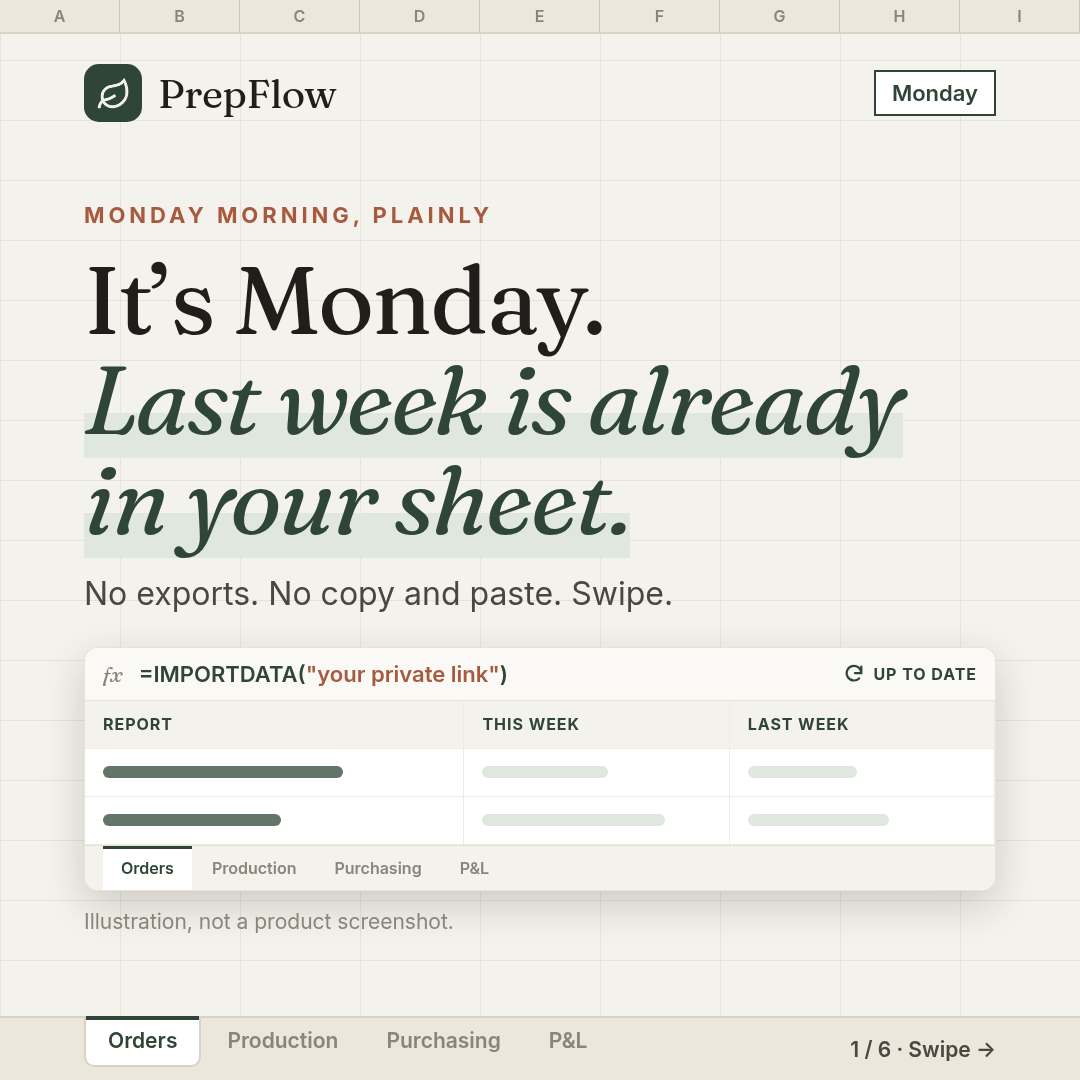 A B C D E F G H I
PrepFlow
Monday
MONDAY MORNING, PLAINLY
It’s Monday.
Last week is already
in your sheet.
No exports. No copy and paste. Swipe.
fx =IMPORTDATA("your private link") UP TO DATE
REPORT THIS WEEK LAST WEEK
Orders Production Purchasing P&L
Illustration, not a product screenshot.
Orders Production Purchasing P&L
1 / 6 · Swipe →